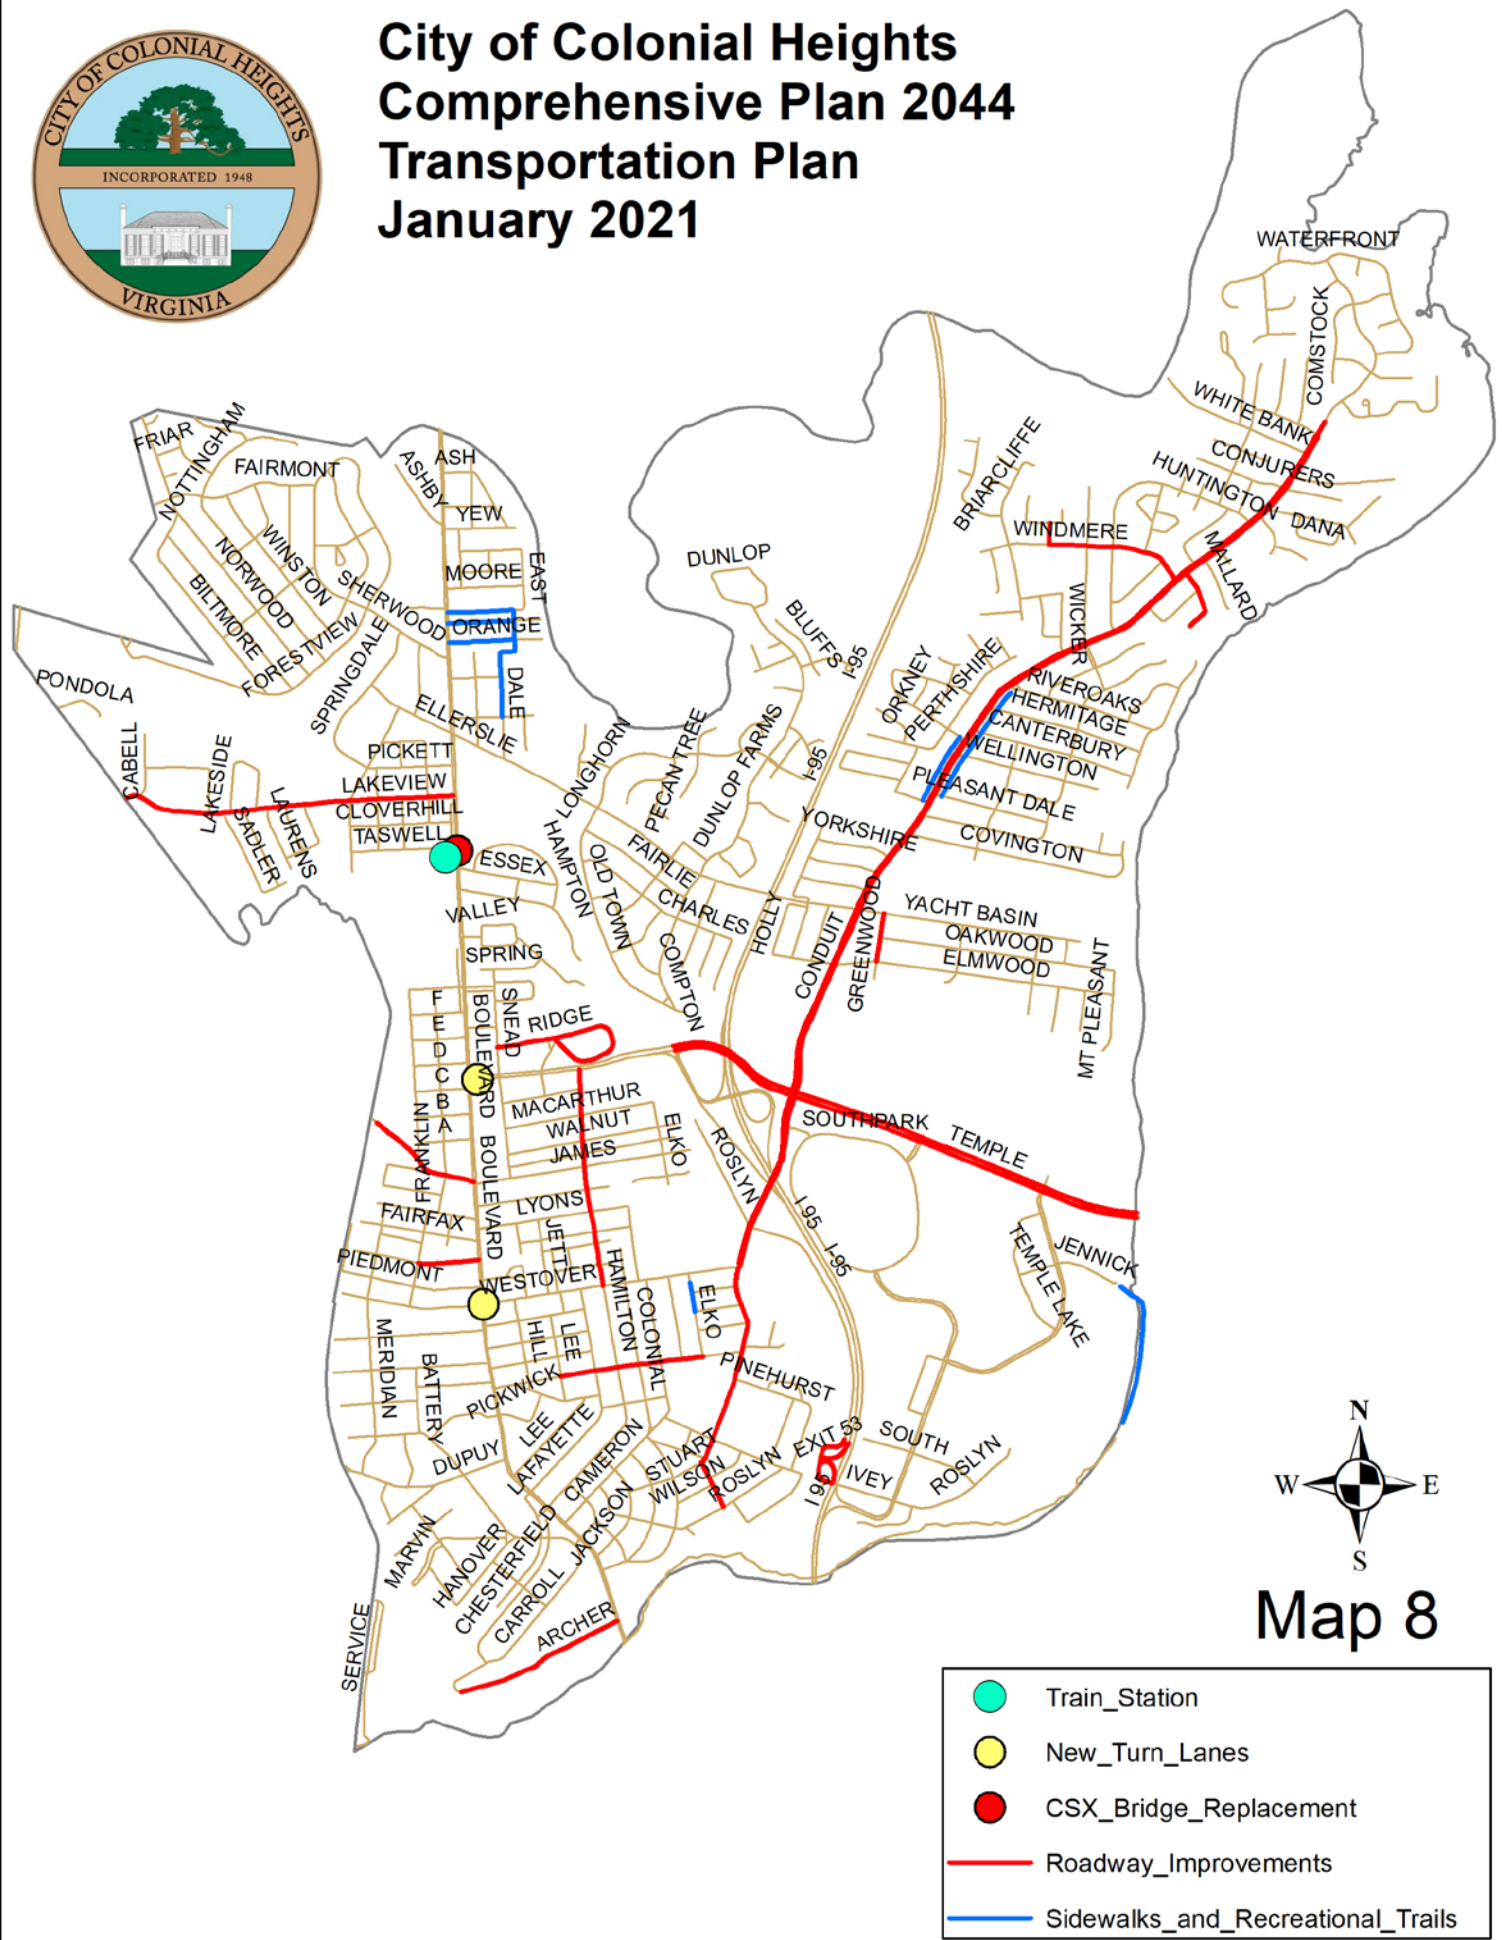 City of Colonial Heights
Comprehensive Plan 2044
Transportation Plan
January 2021
CITY OF COLONIAL HEIGHTS
INCORPORATED 1948
VIRGINIA
WATERFRONT
COMSTOCK
WHITE BANK
CONJURERS
HUNTINGTON
DANA
MALLARD
BRIARCLIFFE
WINDMERE
WICKER
FRIAR
NOTTINGHAM
FAIRMONT
ASHBY
ASH
YEW
WINSTON
NORWOOD
BILTMORE
SHERWOOD
FORESTVIEW
SPRINGDALE
MOORE
EAST
ORANGE
DALE
DUNLOP
BLUFFS
I-95
ORKNEY
PERTHSHIRE
RIVEROAKS
HERMITAGE
CANTERBURY
WELLINGTON
PLEASANT DALE
COVINGTON
PONDOLA
CABELL
LAKESIDE
SADLER
LAURENS
ELLERSLIE
PICKETT
LAKEVIEW
CLOVERHILL
TASWELL
ESSEX
LONGHORN
PECAN TREE
DUNLOP FARMS
I-95
YORKSHIRE
HAMPTON
OLD TOWN
FAIRLIE
CHARLES
HOLLY
COMPTON
CONDUIT
GREENWOOD
YACHT BASIN
OAKWOOD
ELMWOOD
MT PLEASANT
VALLEY
SPRING
F
E
D
C
B
A
BOULEVARD
SNEAD
RIDGE
FRANKLIN
BOULEVARD
MACARTHUR
WALNUT
JAMES
ELKO
ROSLYN
SOUTHPARK
TEMPLE
LYONS
FAIRFAX
JETT
PIEDMONT
WESTOVER
HAMILTON
COLONIAL
ELKO
I 95
I-95
TEMPLE LAKE
JENNICK
MERIDIAN
BATTERY
HILL
LEE
PICKWICK
PINEHURST
DUPUY
LEE
LAFAYETTE
CAMERON
STUART
WILSON
ROSLYN
EXIT 53
SOUTH
IVEY
ROSLYN
I 95
MARVIN
HANOVER
CHESTERFIELD
JACKSON
CARROLL
ARCHER
SERVICE
N
W
E
S
Map 8
Train_Station
New_Turn_Lanes
CSX_Bridge_Replacement
Roadway_Improvements
Sidewalks_and_Recreational_Trails